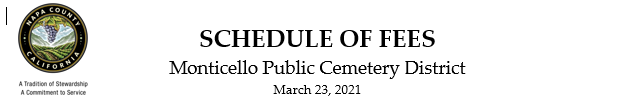 NAPA COUNTY
CALIFORNIA
A Tradition of Stewardship
A Commitment to Service
SCHEDULE OF FEES
Monticello Public Cemetery District
March 23, 2021